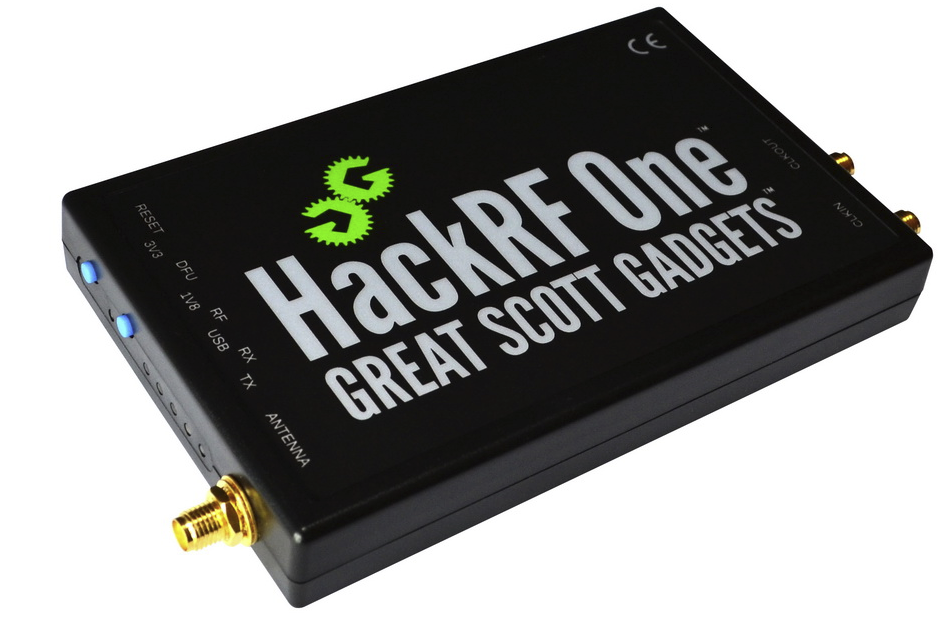 CE
HackRF One™
GREAT SCOTT GADGETS™
CLKOUT
CLKIN
RESET
3V3
DFU
1V8
RF
USB
RX
TX
ANTENNA